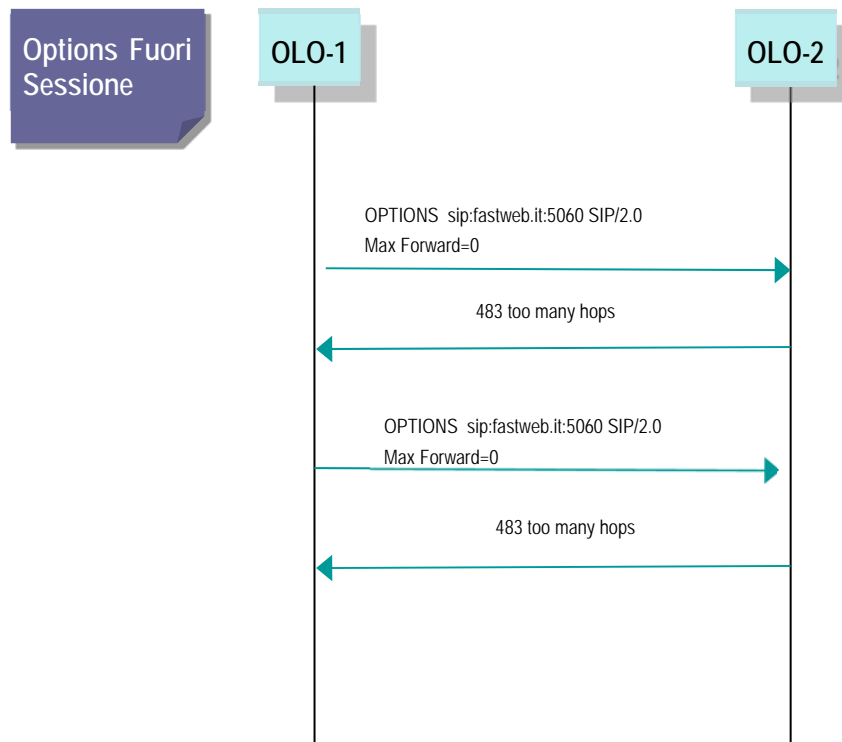 Options Fuori
Sessione
OLO-1
OLO-2
OPTIONS sip:fastweb.it:5060 SIP/2.0
Max Forward=0
483 too many hops
OPTIONS sip:fastweb.it:5060 SIP/2.0
Max Forward=0
483 too many hops